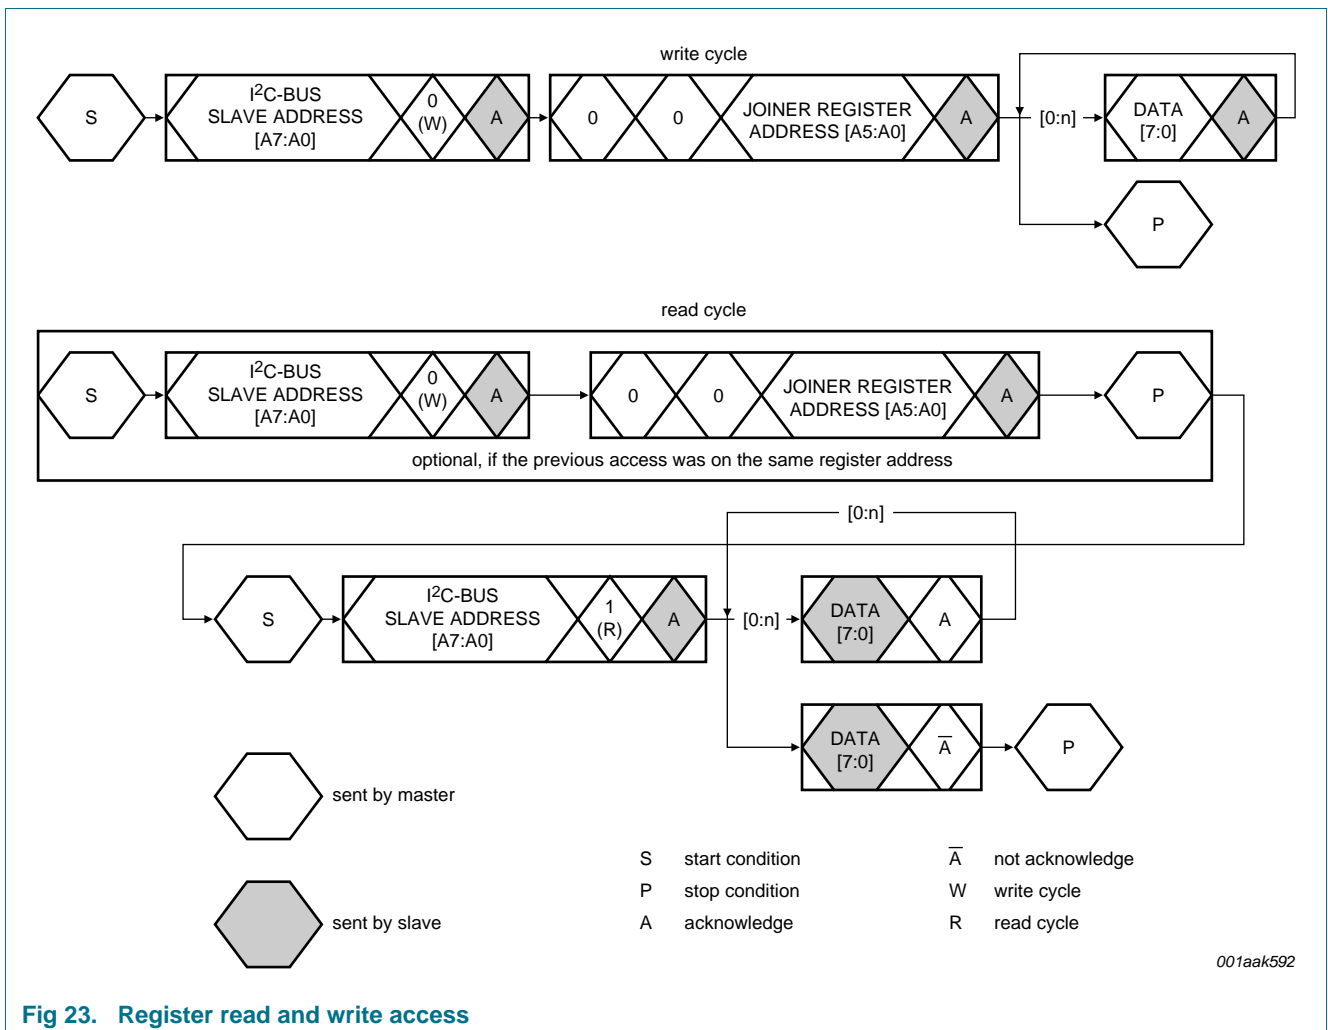 write cycle
S
I2C-BUS
SLAVE ADDRESS
[A7:A0]
0
(W)
A
0
0
JOINER REGISTER
ADDRESS [A5:A0]
A
[0:n]
DATA
[7:0]
A
P
read cycle
S
I2C-BUS
SLAVE ADDRESS
[A7:A0]
0
(W)
A
0
0
JOINER REGISTER
ADDRESS [A5:A0]
A
P
optional, if the previous access was on the same register address
[0:n]
S
I2C-BUS
SLAVE ADDRESS
[A7:A0]
1
(R)
A
[0:n]
DATA
[7:0]
A
DATA
[7:0]
A̅
P
sent by master
S start condition
A̅ not acknowledge
P stop condition
W write cycle
sent by slave
A acknowledge
R read cycle
001aak592
Fig 23. Register read and write access